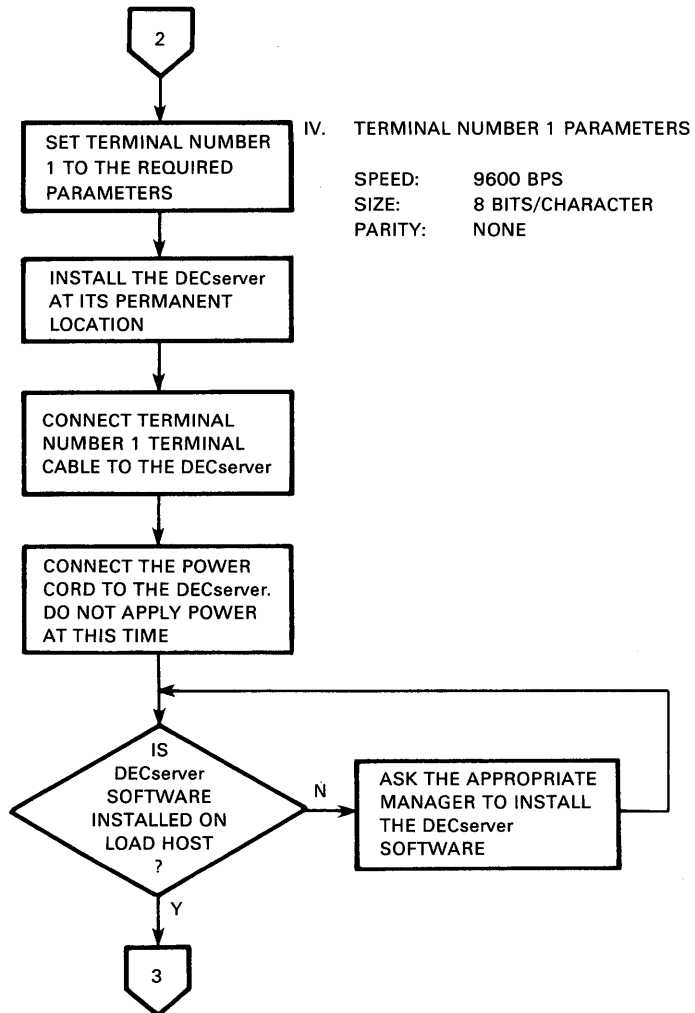 2
SET TERMINAL NUMBER
1 TO THE REQUIRED
PARAMETERS
IV. TERMINAL NUMBER 1 PARAMETERS
SPEED: 9600 BPS
SIZE: 8 BITS/CHARACTER
PARITY: NONE
INSTALL THE DECserver
AT ITS PERMANENT
LOCATION
CONNECT TERMINAL
NUMBER 1 TERMINAL
CABLE TO THE DECserver
CONNECT THE POWER
CORD TO THE DECserver.
DO NOT APPLY POWER
AT THIS TIME
IS
DECserver
SOFTWARE
INSTALLED ON
LOAD HOST
?
N
ASK THE APPROPRIATE
MANAGER TO INSTALL
THE DECserver
SOFTWARE
Y
3